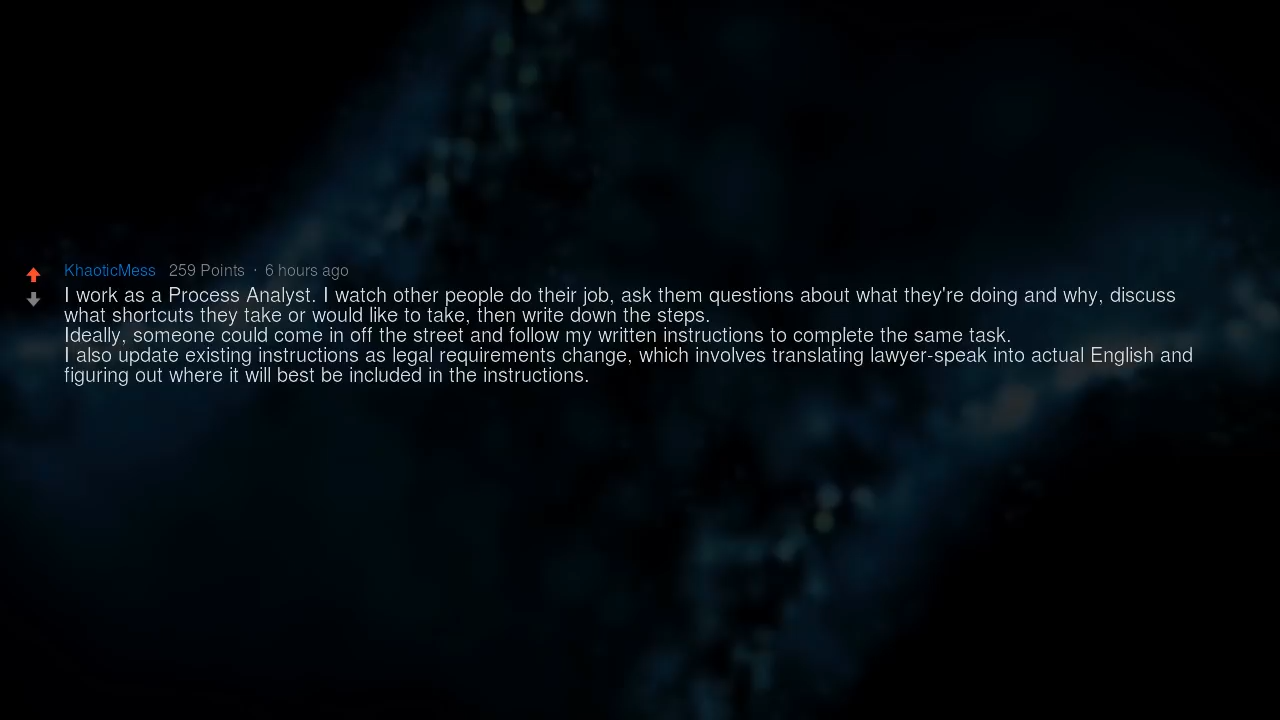 KhaoticMess 259 Points · 6 hours ago
I work as a Process Analyst. I watch other people do their job, ask them questions about what they're doing and why, discuss
what shortcuts they take or would like to take, then write down the steps.
Ideally, someone could come in off the street and follow my written instructions to complete the same task.
I also update existing instructions as legal requirements change, which involves translating lawyer-speak into actual English and
figuring out where it will best be included in the instructions.